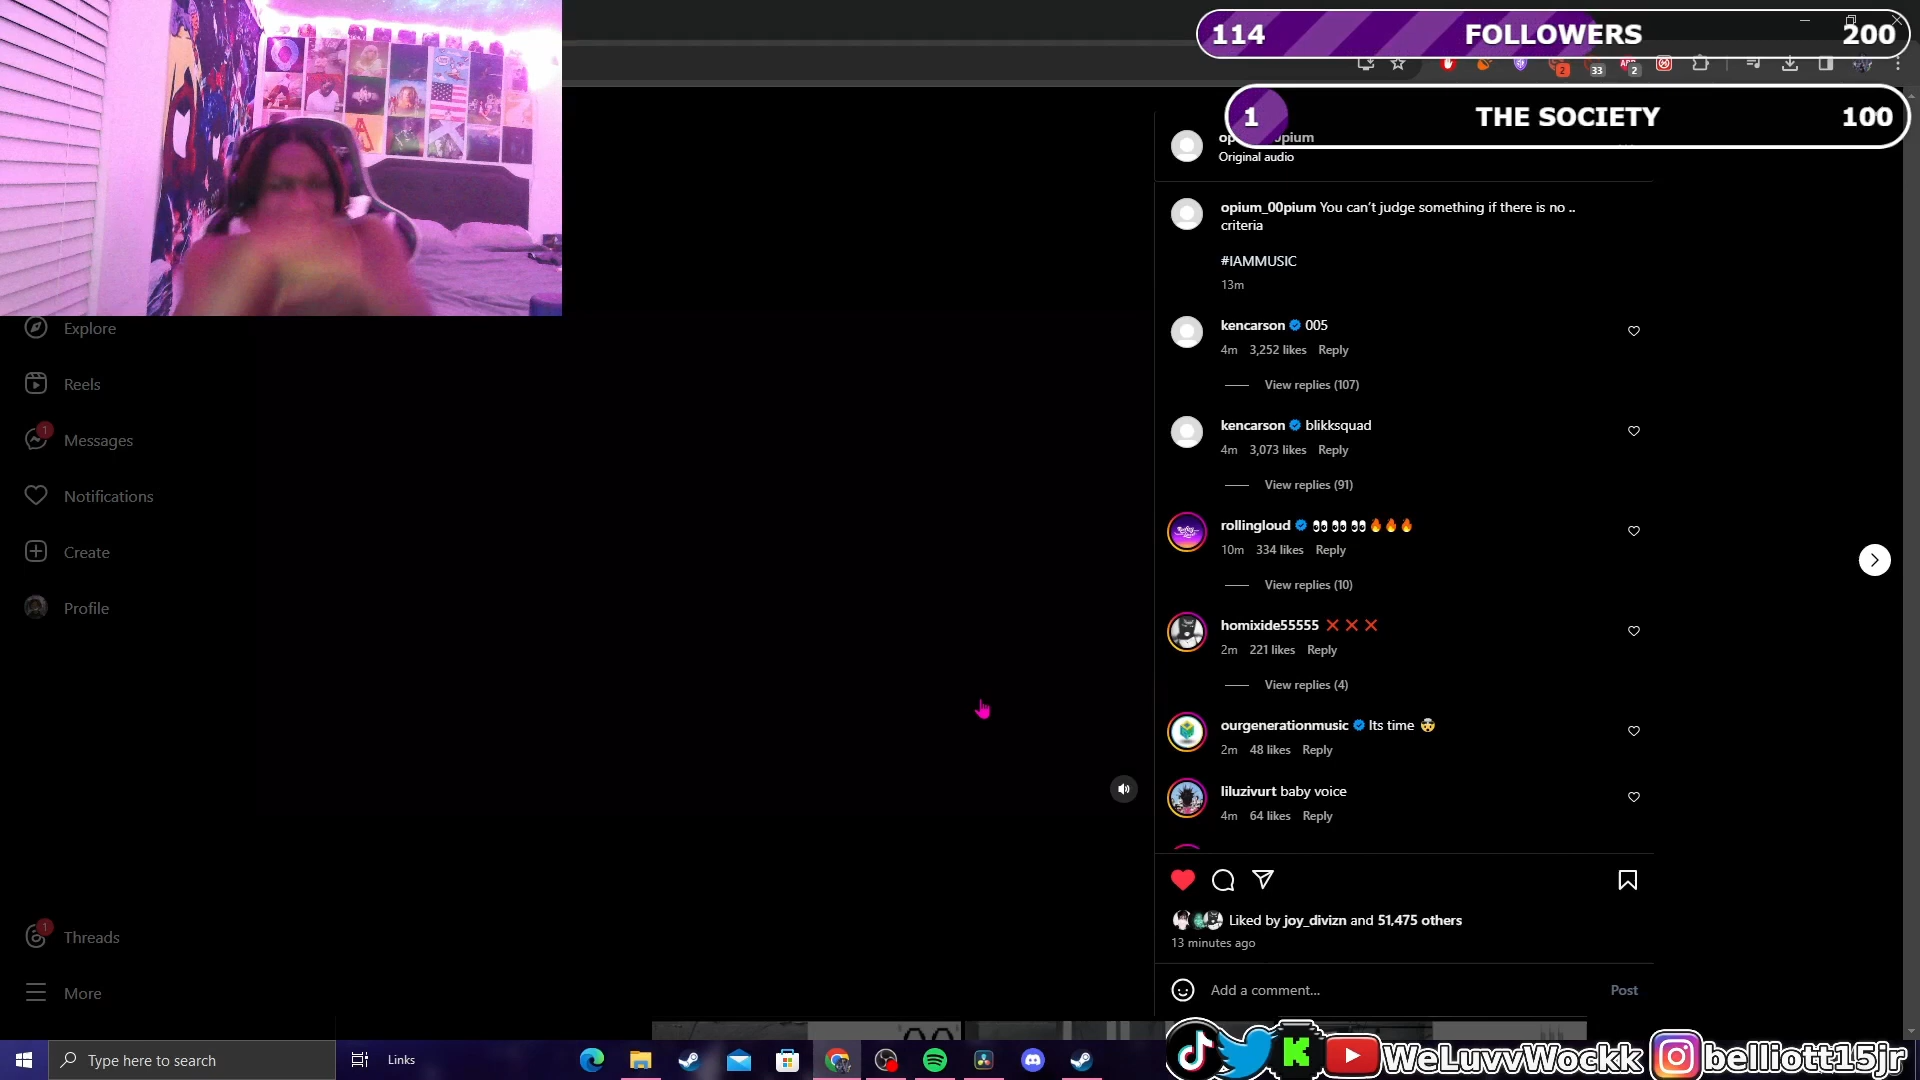 114 FOLLOWERS 200
1 THE SOCIETY 100
2
33
2
Original audio
opium_00pium You can't judge something if there is no ..
criteria
#IAMMUSIC
13m
kencarson 005
4m 3,252 likes Reply
View replies (107)
kencarson blikksquad
4m 3,073 likes Reply
View replies (91)
rollingloud 👀👀👀🔥🔥🔥
10m 334 likes Reply
View replies (10)
homixide55555 ❌❌❌
2m 221 likes Reply
View replies (4)
ourgenerationmusic Its time 🤯
2m 48 likes Reply
liluzivurt baby voice
4m 64 likes Reply
Liked by joy_divizn and 51,475 others
13 minutes ago
Add a comment... Post
Explore
Reels
1
Messages
Notifications
Create
Profile
1
Threads
More
Type here to search
Links
K
WeLuvvWockk
belliott15jr